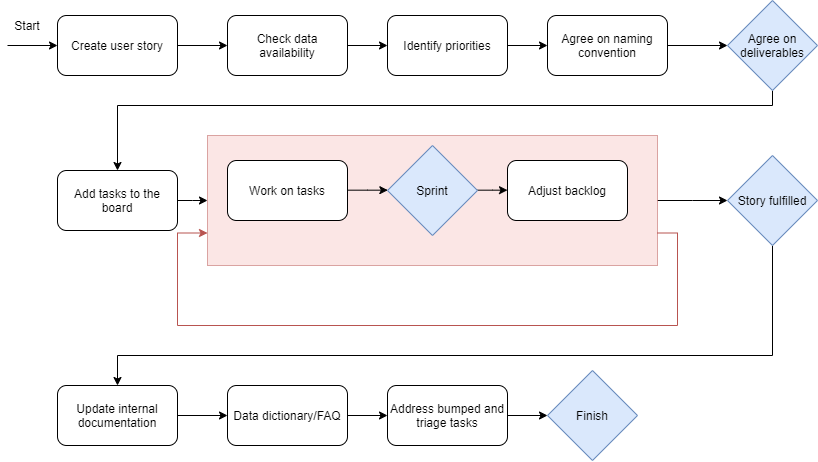 Start
Create user story
Check data
availability
Identify priorities
Agree on naming
convention
Agree on
deliverables
Add tasks to the
board
Work on tasks
Sprint
Adjust backlog
Story fulfilled
Update internal
documentation
Data dictionary/FAQ
Address bumped and
triage tasks
Finish